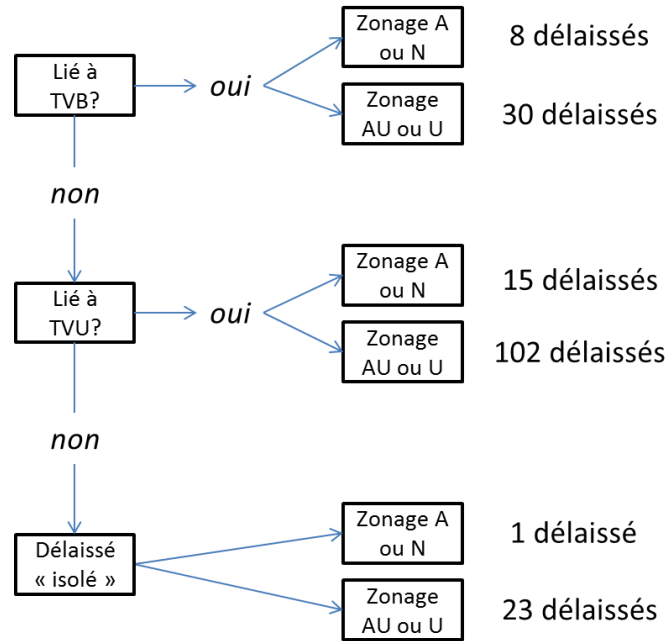 Lié à
TVB?
oui
Zonage A
ou N
8 délaissés
Zonage
AU ou U
30 délaissés
non
Lié à
TVU?
oui
Zonage A
ou N
15 délaissés
Zonage
AU ou U
102 délaissés
non
Délaissé
« isolé »
Zonage A
ou N
1 délaissé
Zonage
AU ou U
23 délaissés